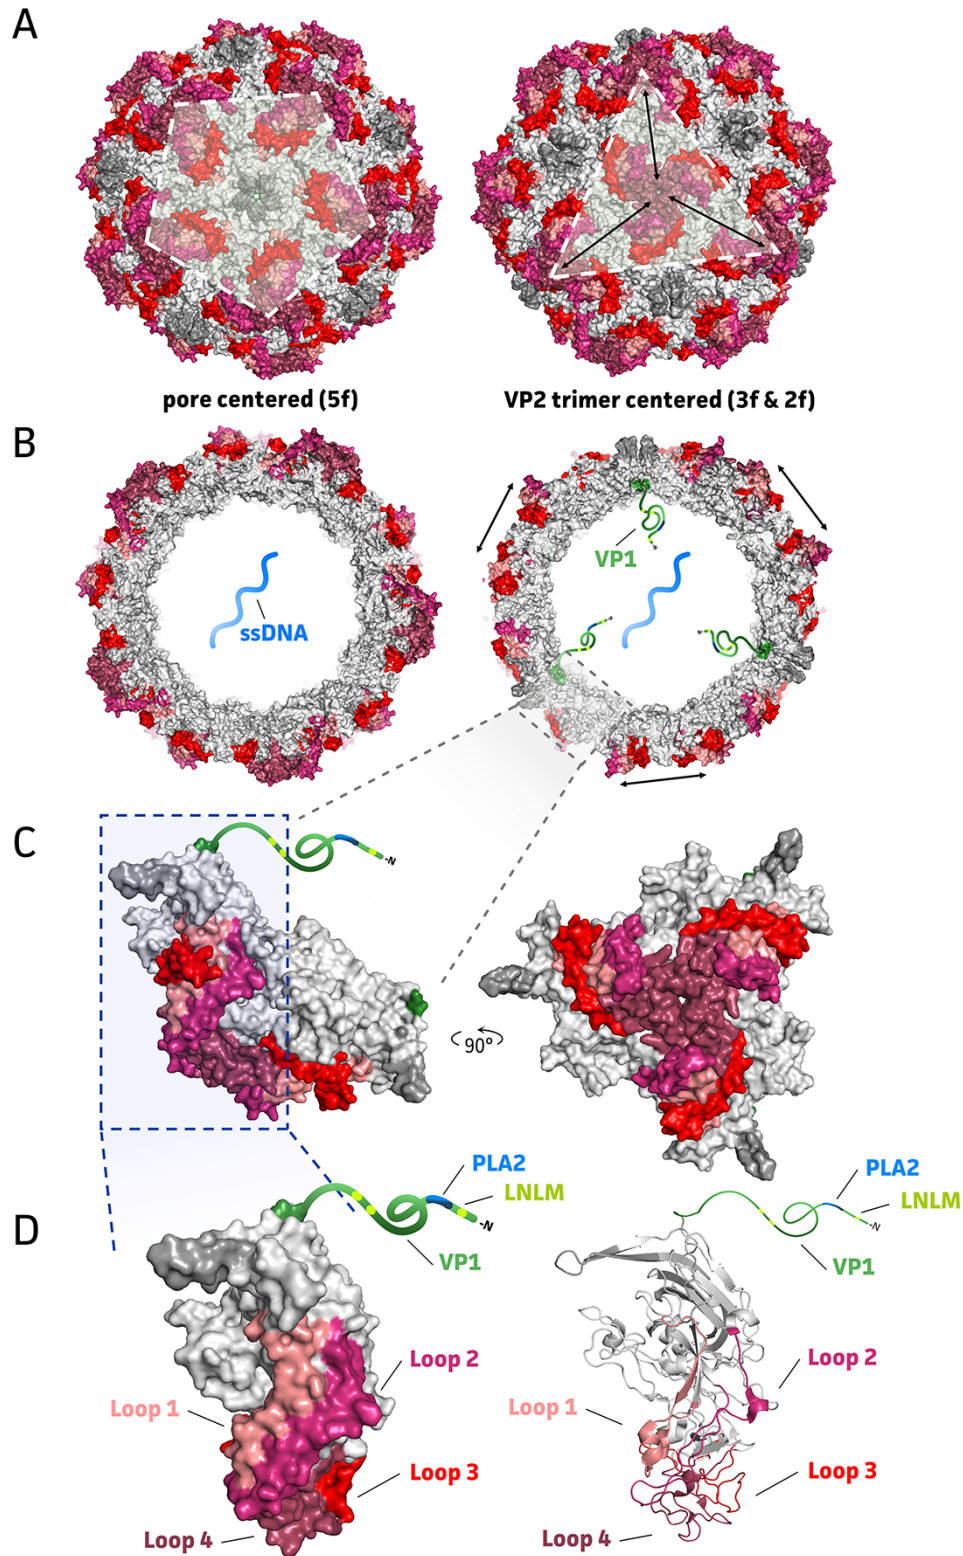 A
pore centered (5f)
VP2 trimer centered (3f & 2f)
B
ssDNA
VP1
-N
N-
-N
C
-N
90°
D
PLA2
LNLM
-N
VP1
Loop 2
Loop 1
Loop 3
Loop 4
PLA2
LNLM
-N
VP1
Loop 2
Loop 1
Loop 3
Loop 4